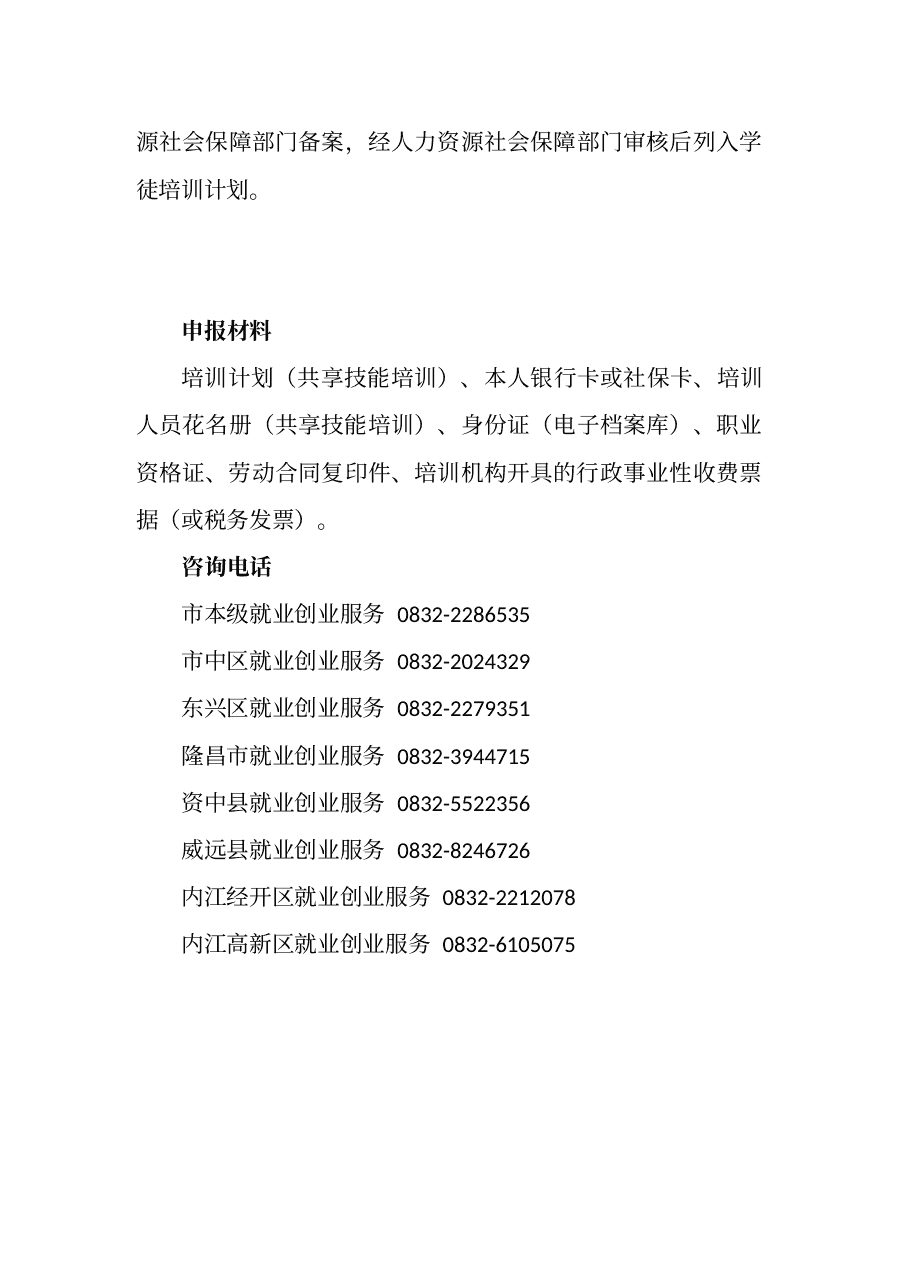 源社会保障部门备案，经人力资源社会保障部门审核后列入学
徒培训计划。
申报材料
培训计划（共享技能培训）、本人银行卡或社保卡、培训
人员花名册（共享技能培训）、身份证（电子档案库）、职业
资格证、劳动合同复印件、培训机构开具的行政事业性收费票
据（或税务发票）。
咨询电话
市本级就业创业服务 0832-2286535
市中区就业创业服务 0832-2024329
东兴区就业创业服务 0832-2279351
隆昌市就业创业服务 0832-3944715
资中县就业创业服务 0832-5522356
威远县就业创业服务 0832-8246726
内江经开区就业创业服务 0832-2212078
内江高新区就业创业服务 0832-6105075